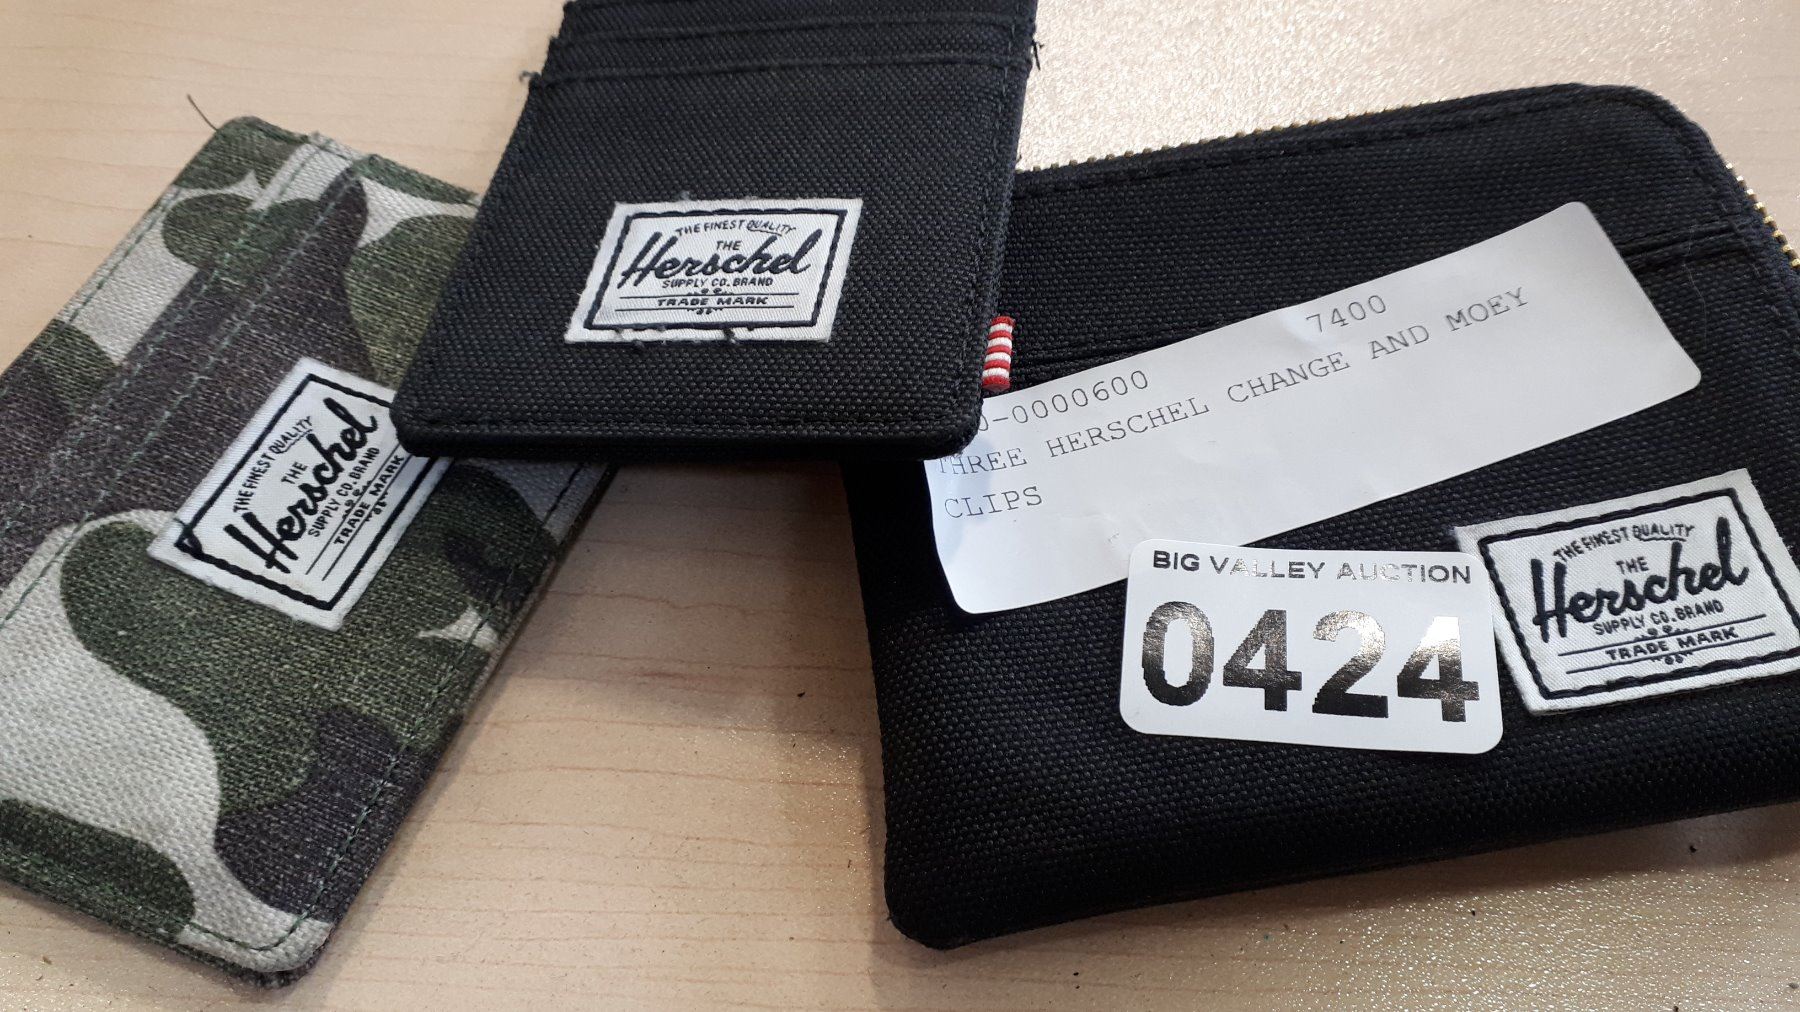 THE FINEST QUALITY
THE
Herschel
SUPPLY CO. BRAND
TRADE MARK
THE FINEST QUALITY
THE
Herschel
SUPPLY CO. BRAND
TRADE MARK
7400
0-0000600
THREE HERSCHEL CHANGE AND MOEY
CLIPS
BIG VALLEY AUCTION
0424
THE FINEST QUALITY
THE
Herschel
SUPPLY CO. BRAND
TRADE MARK